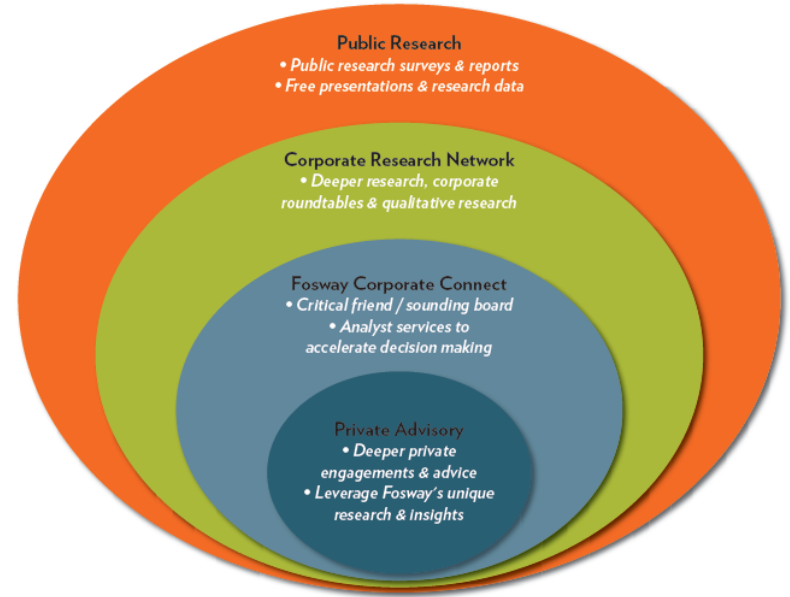 Public Research
• Public research surveys & reports
• Free presentations & research data
Corporate Research Network
• Deeper research, corporate
roundtables & qualitative research
Fosway Corporate Connect
• Critical friend / sounding board
• Analyst services to
accelerate decision making
Private Advisory
• Deeper private
engagements & advice
• Leverage Fosway's unique
research & insights